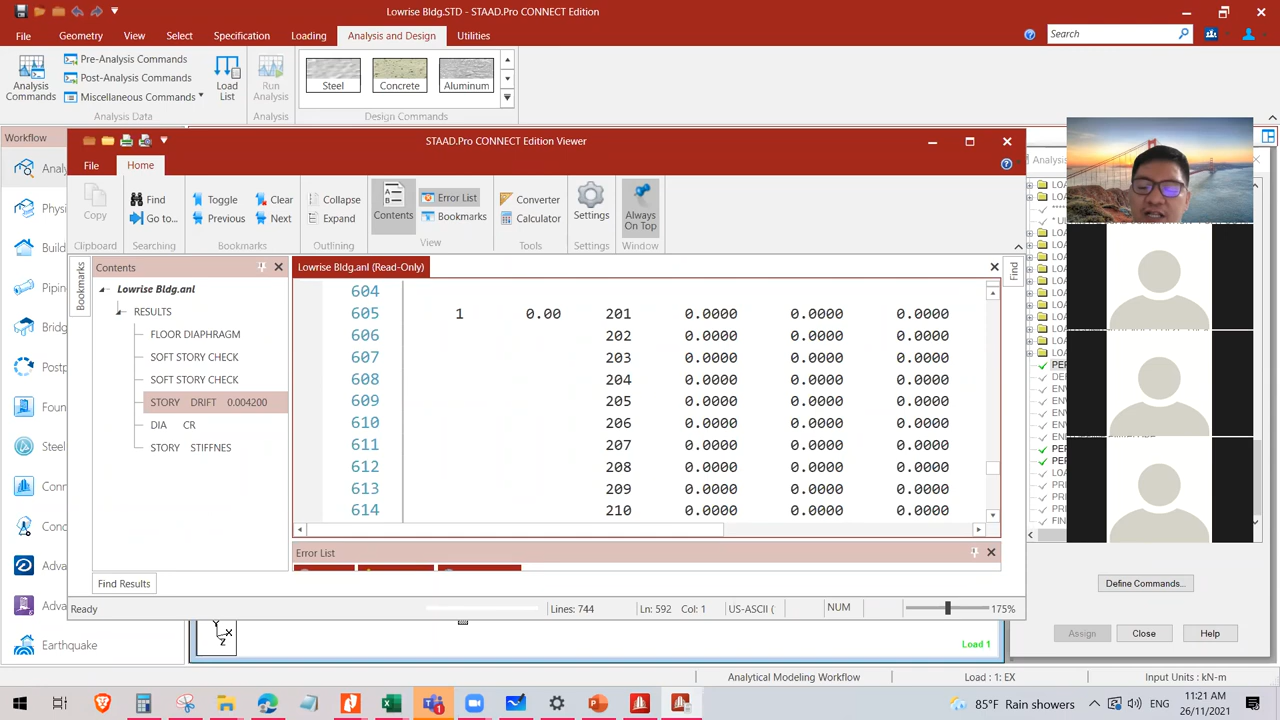 Lowrise Bldg.STD - STAAD.Pro CONNECT Edition
File Geometry View Select Specification Loading Analysis and Design Utilities
Search
Analysis Commands
Pre-Analysis Commands
Post-Analysis Commands
Miscellaneous Commands
Load List
Run Analysis
Steel
Concrete
Aluminum
Analysis Data Analysis Design Commands
Workflow
STAAD.Pro CONNECT Edition Viewer
File Home
Copy
Find
Go to...
Toggle
Previous
Clear
Next
Collapse
Expand
Contents
Error List
Bookmarks
Converter
Calculator
Settings
Always On Top
Clipboard Searching Bookmarks Outlining View Tools Settings Window
Bookmarks
Contents
Lowrise Bldg.anl
RESULTS
FLOOR DIAPHRAGM
SOFT STORY CHECK
SOFT STORY CHECK
STORY DRIFT 0.004200
DIA CR
STORY STIFFNES
Find Results
Lowrise Bldg.anl (Read-Only)
Find
604
605 1 0.00 201 0.0000 0.0000 0.0000
606 202 0.0000 0.0000 0.0000
607 203 0.0000 0.0000 0.0000
608 204 0.0000 0.0000 0.0000
609 205 0.0000 0.0000 0.0000
610 206 0.0000 0.0000 0.0000
611 207 0.0000 0.0000 0.0000
612 208 0.0000 0.0000 0.0000
613 209 0.0000 0.0000 0.0000
614 210 0.0000 0.0000 0.0000
Error List
Ready Lines: 744 Ln: 592 Col: 1 US-ASCII ( NUM 175%
Earthquake
Y
X
Z
Load 1
Define Commands...
Assign Close Help
Analytical Modeling Workflow Load : 1: EX Input Units : kN-m
85°F Rain showers
11:21 AM
26/11/2021